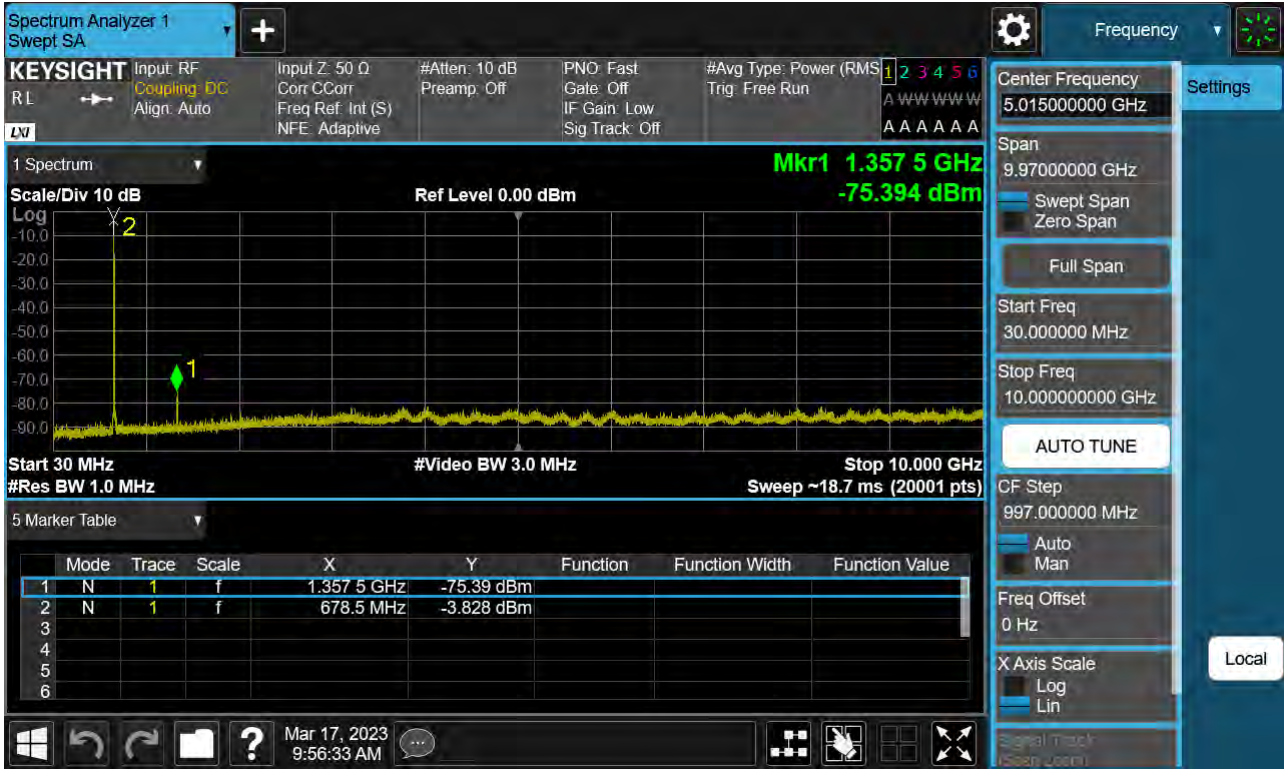 Spectrum Analyzer 1
Swept SA
+
Frequency
KEYSIGHT
RL
LXI
Input: RF
Coupling: DC
Align: Auto
Input Z: 50 Ω
Corr CCorr
Freq Ref: Int (S)
NFE: Adaptive
#Atten: 10 dB
Preamp: Off
PNO: Fast
Gate: Off
IF Gain: Low
Sig Track: Off
#Avg Type: Power (RMS
Trig: Free Run
1 2 3 4 5 6
A W W W W W
A A A A A A
1 Spectrum
Scale/Div 10 dB
Ref Level 0.00 dBm
Mkr1 1.357 5 GHz
-75.394 dBm
Log
-10.0
-20.0
-30.0
-40.0
-50.0
-60.0
-70.0
-80.0
-90.0
2
1
Start 30 MHz
#Video BW 3.0 MHz
Stop 10.000 GHz
#Res BW 1.0 MHz
Sweep ~18.7 ms (20001 pts)
5 Marker Table
Mode Trace Scale X Y Function Function Width Function Value
1 N 1 f 1.357 5 GHz -75.39 dBm
2 N 1 f 678.5 MHz -3.828 dBm
3
4
5
6
Center Frequency
5.015000000 GHz
Span
9.97000000 GHz
Swept Span
Zero Span
Full Span
Start Freq
30.000000 MHz
Stop Freq
10.000000000 GHz
AUTO TUNE
CF Step
997.000000 MHz
Auto
Man
Freq Offset
0 Hz
X Axis Scale
Log
Lin
Signal Track
(Span Zoom)
Settings
Local
?
Mar 17, 2023
9:56:33 AM